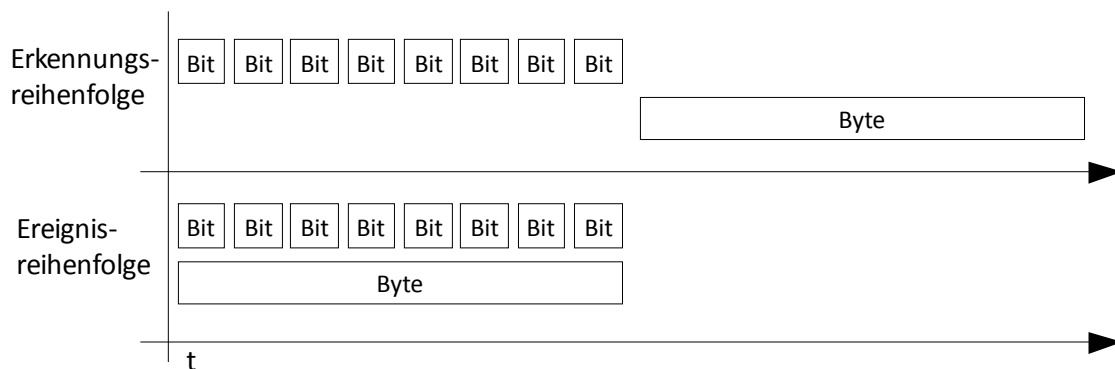 Erkennungs-
reihenfolge
Bit Bit Bit Bit Bit Bit Bit Bit
Byte
Ereignis-
reihenfolge
Bit Bit Bit Bit Bit Bit Bit Bit
Byte
t